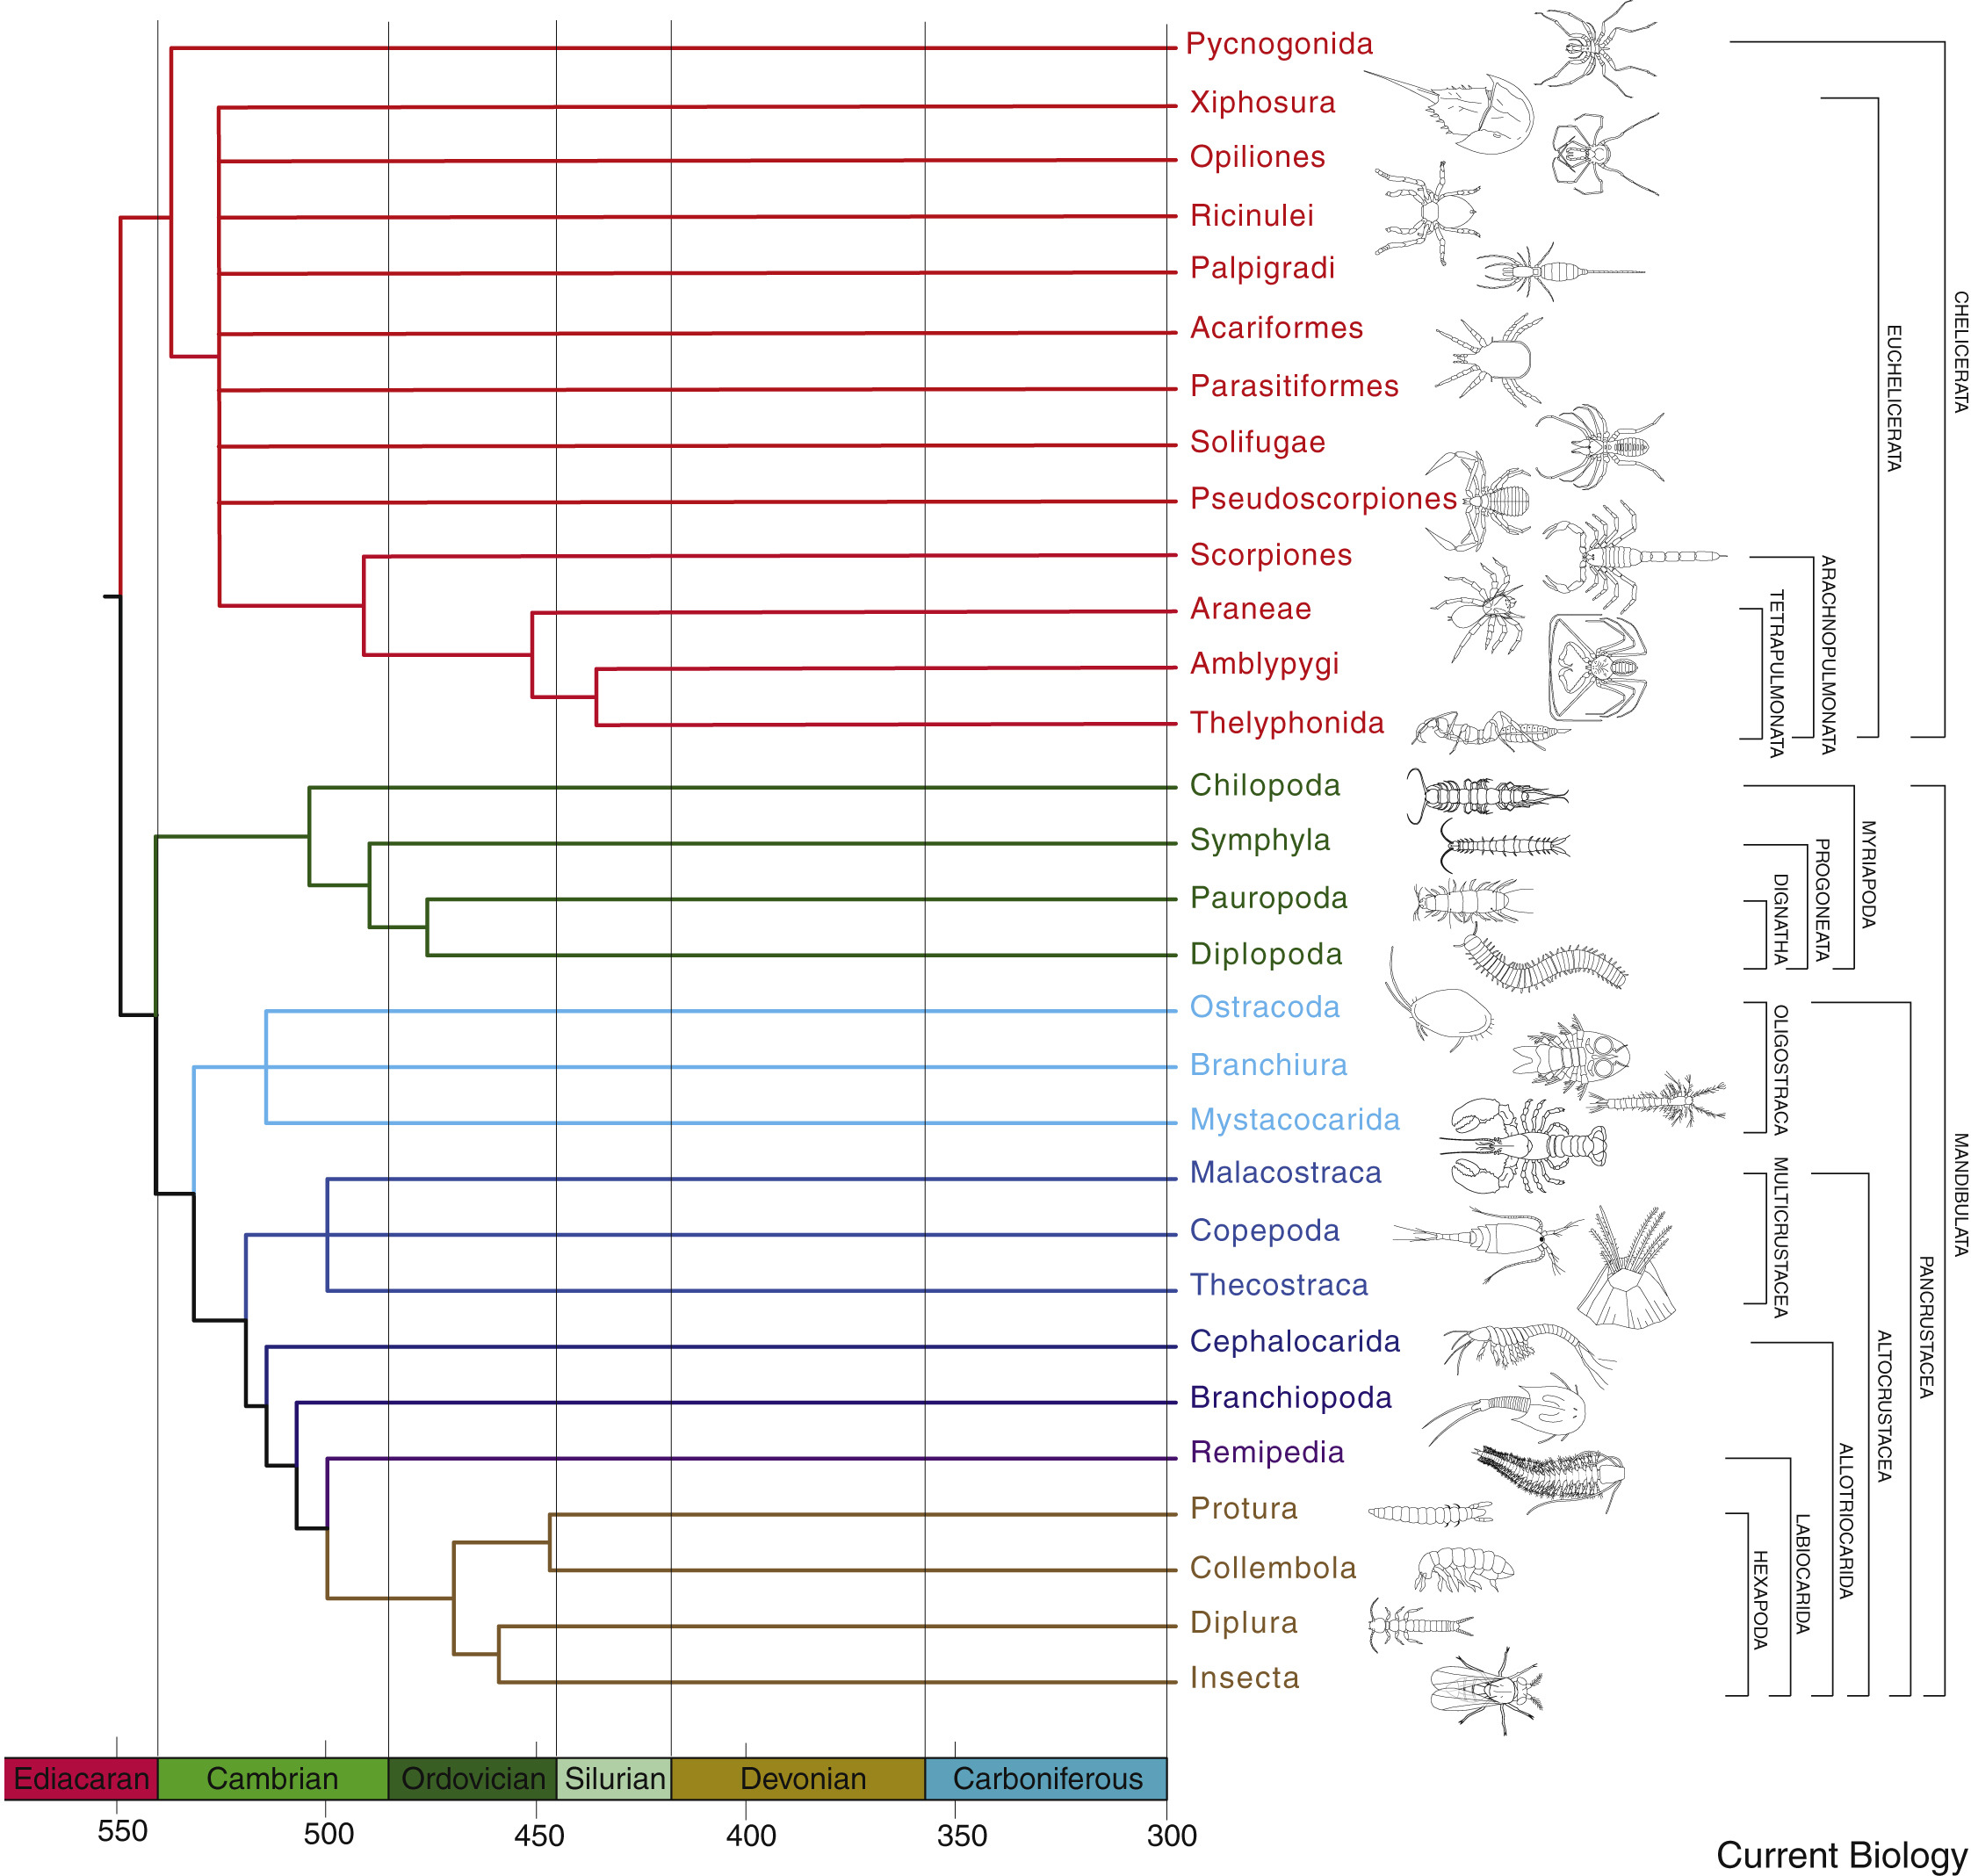 Pycnogonida
Xiphosura
Opiliones
Ricinulei
Palpigradi
Acariformes
Parasitiformes
Solifugae
Pseudoscorpiones
Scorpiones
Araneae
Amblypygi
Thelyphonida
Chilopoda
Symphyla
Pauropoda
Diplopoda
Ostracoda
Branchiura
Mystacocarida
Malacostraca
Copepoda
Thecostraca
Cephalocarida
Branchiopoda
Remipedia
Protura
Collembola
Diplura
Insecta
TETRAPULMONATA
ARACHNOPULMONATA
EUCHELICERATA
CHELICERATA
DIGNATHA
PROGONEATA
MYRIAPODA
OLIGOSTRACA
MULTICRUSTACEA
HEXAPODA
LABIOCARIDA
ALLOTRIOCARIDA
ALTOCRUSTACEA
PANCRUSTACEA
MANDIBULATA
Ediacaran Cambrian Ordovician Silurian Devonian Carboniferous
550 500 450 400 350 300
Current Biology